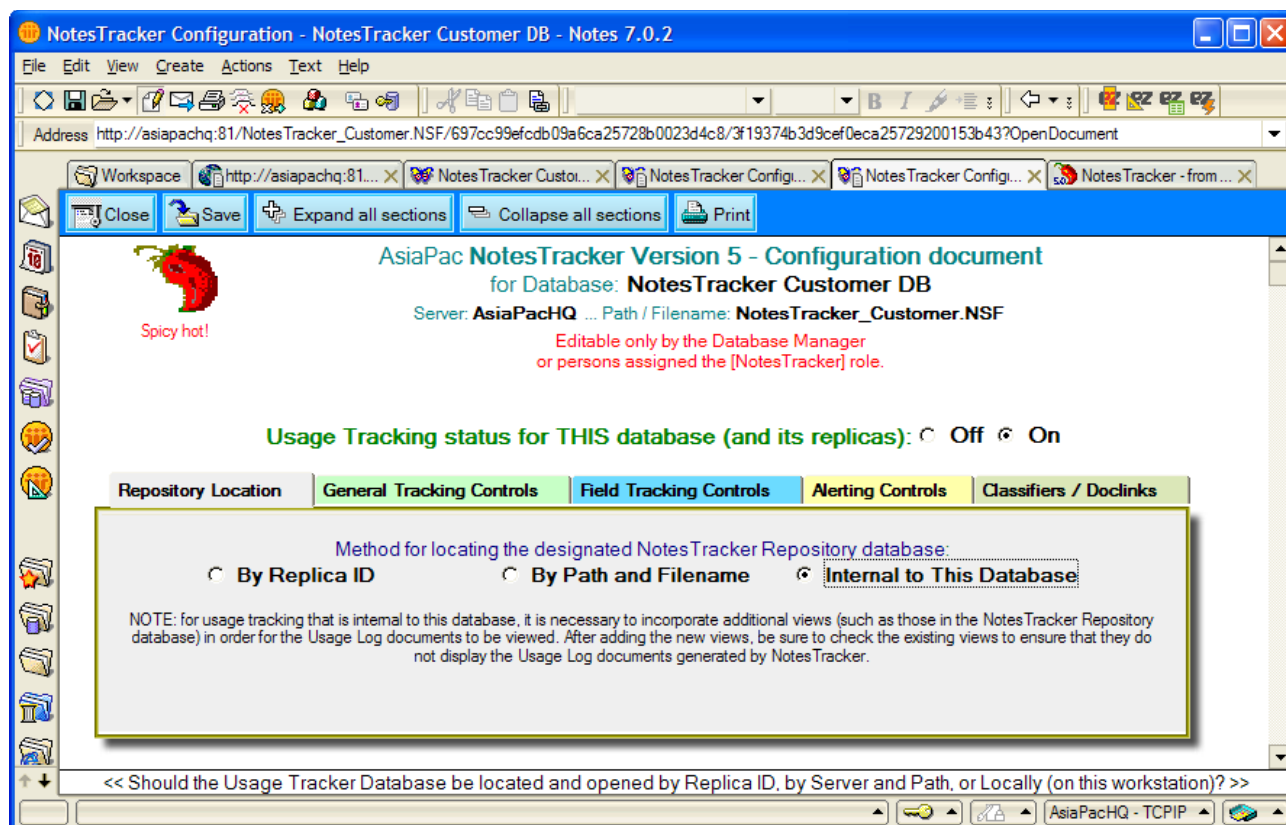 NotesTracker Configuration - NotesTracker Customer DB - Notes 7.0.2
File Edit View Create Actions Text Help
B I
Address http://asiapachq:81/NotesTracker_Customer.NSF/697cc99efcdb09a6ca25728b0023d4c8/3f19374b3d9cef0eca25729200153b43?OpenDocument
Workspace http://asiapachq:81.... NotesTracker Custo... NotesTracker Config... NotesTracker Config... NotesTracker - from ...
Close Save Expand all sections Collapse all sections Print
AsiaPac NotesTracker Version 5 - Configuration document
for Database: NotesTracker Customer DB
Server: AsiaPacHQ ... Path / Filename: NotesTracker_Customer.NSF
Spicy hot!
Editable only by the Database Manager
or persons assigned the [NotesTracker] role.
Usage Tracking status for THIS database (and its replicas): Off On
Repository Location General Tracking Controls Field Tracking Controls Alerting Controls Classifiers / Doclinks
Method for locating the designated NotesTracker Repository database:
By Replica ID By Path and Filename Internal to This Database
NOTE: for usage tracking that is internal to this database, it is necessary to incorporate additional views (such as those in the NotesTracker Repository
database) in order for the Usage Log documents to be viewed. After adding the new views, be sure to check the existing views to ensure that they do
not display the Usage Log documents generated by NotesTracker.
<< Should the Usage Tracker Database be located and opened by Replica ID, by Server and Path, or Locally (on this workstation)? >>
AsiaPacHQ - TCPIP